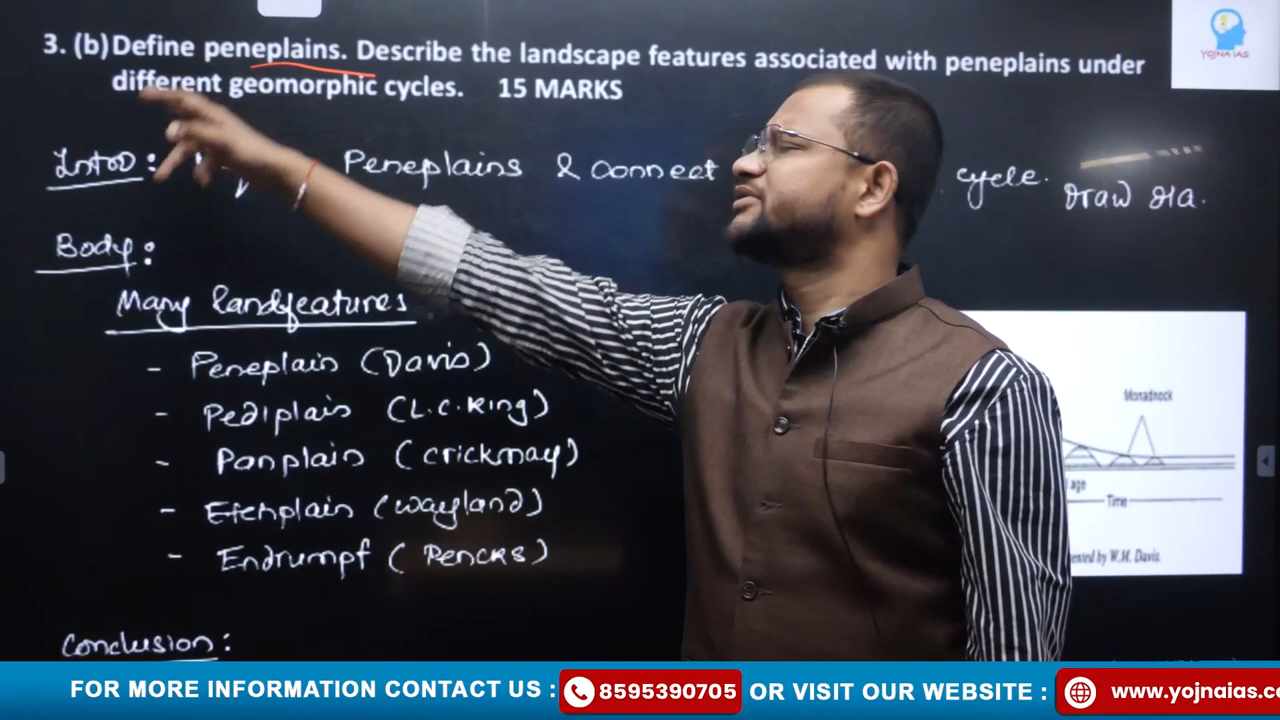 YOJNA IAS
3. (b) Define peneplains. Describe the landscape features associated with peneplains under
different geomorphic cycles. 15 MARKS
Intro: Peneplains & Connect cycle. Draw dia.
Body:
Many landfeatures
- Peneplain (Davis)
- Pediplain (L.C.King)
- Panplain (Crickmay)
- Etchplain (Wayland)
- Endrumpf (Pencks)
Monadnock
age
Time
ented by W.M. Davis.
Conclusion:
FOR MORE INFORMATION CONTACT US : 8595390705 OR VISIT OUR WEBSITE : www.yojnaias.co